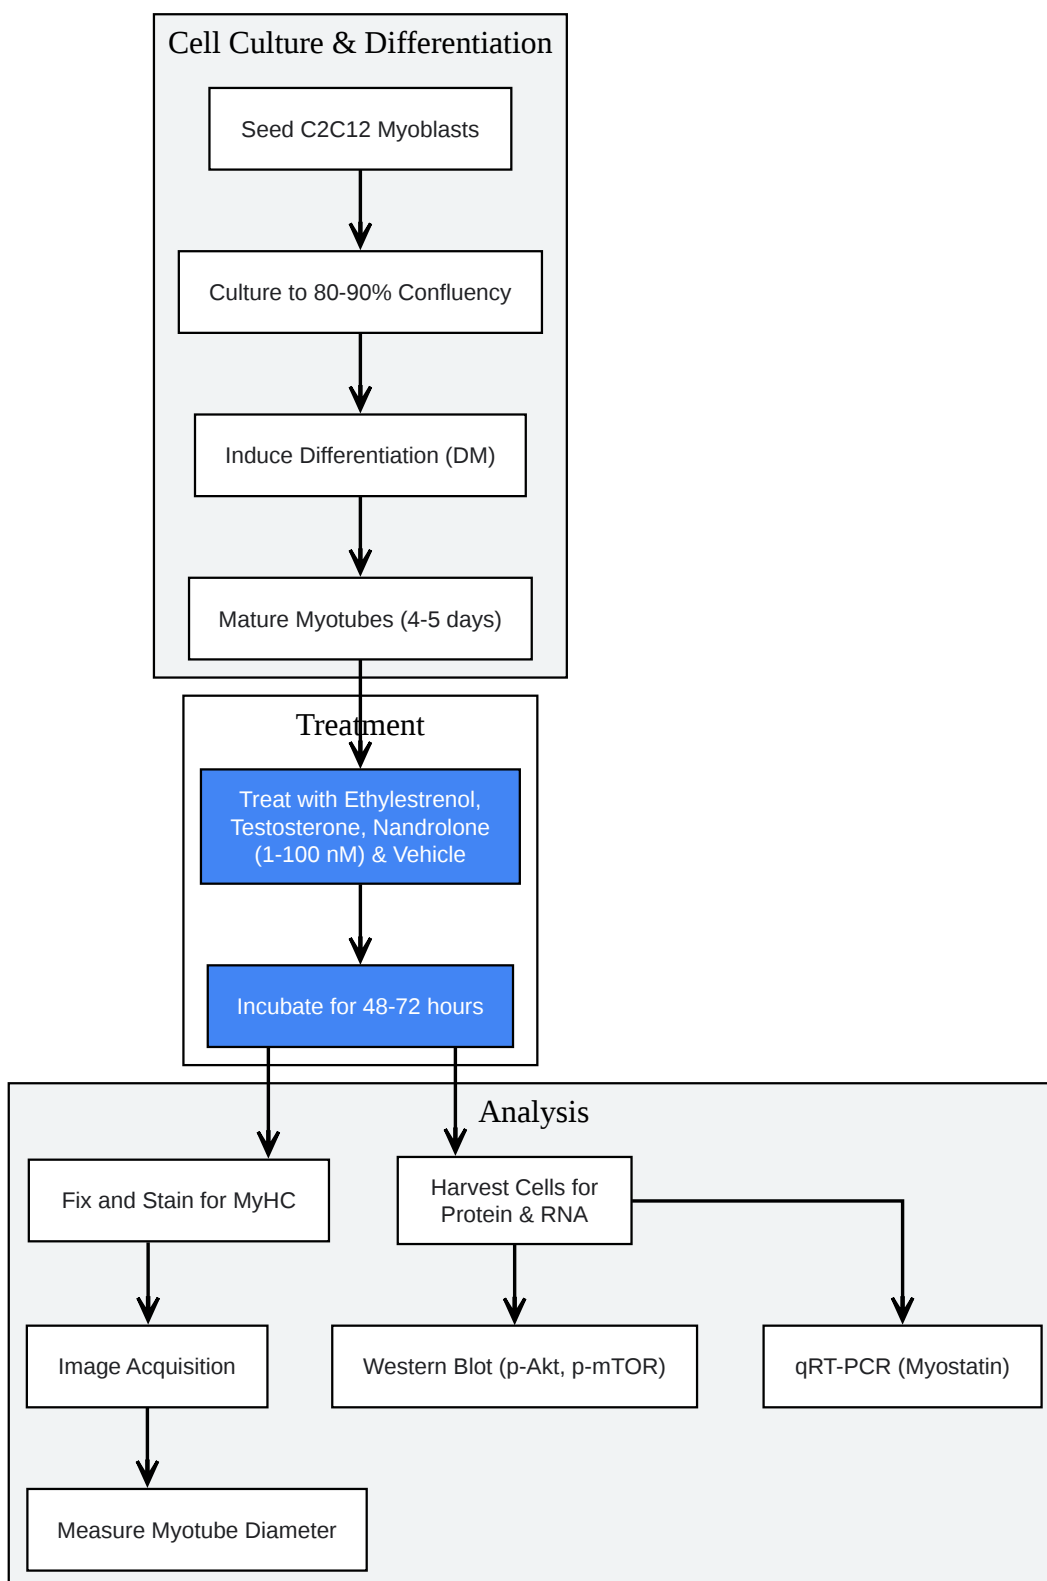 Cell Culture & Differentiation
Seed C2C12 Myoblasts
Culture to 80-90% Confluency
Induce Differentiation (DM)
Mature Myotubes (4-5 days)
Treatment
Treat with Ethylestrenol,
Testosterone, Nandrolone
(1-100 nM) & Vehicle
Incubate for 48-72 hours
Analysis
Fix and Stain for MyHC
Harvest Cells for
Protein & RNA
Image Acquisition
Western Blot (p-Akt, p-mTOR)
qRT-PCR (Myostatin)
Measure Myotube Diameter